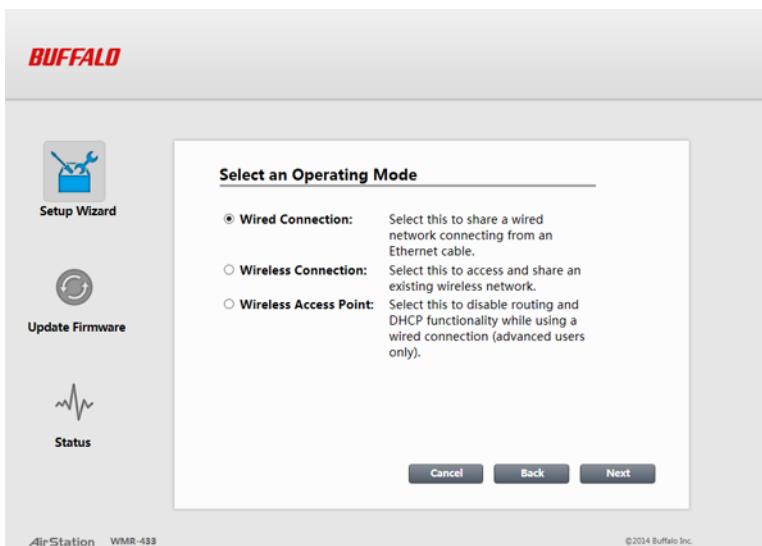 BUFFALO
Setup Wizard
Update Firmware
Status
Select an Operating Mode
Wired Connection: Select this to share a wired
network connecting from an
Ethernet cable.
Wireless Connection: Select this to access and share an
existing wireless network.
Wireless Access Point: Select this to disable routing and
DHCP functionality while using a
wired connection (advanced users
only).
Cancel Back Next
AirStation WMR-433 ©2014 Buffalo Inc.